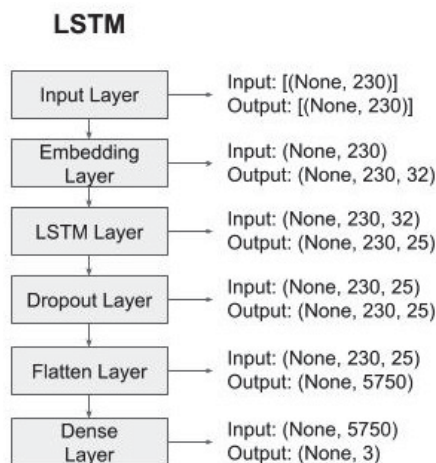 LSTM
Input Layer
Input: [(None, 230)]
Output: [(None, 230)]
Embedding
Layer
Input: (None, 230)
Output: (None, 230, 32)
LSTM Layer
Input: (None, 230, 32)
Output: (None, 230, 25)
Dropout Layer
Input: (None, 230, 25)
Output: (None, 230, 25)
Flatten Layer
Input: (None, 230, 25)
Output: (None, 5750)
Dense
Layer
Input: (None, 5750)
Output: (None, 3)